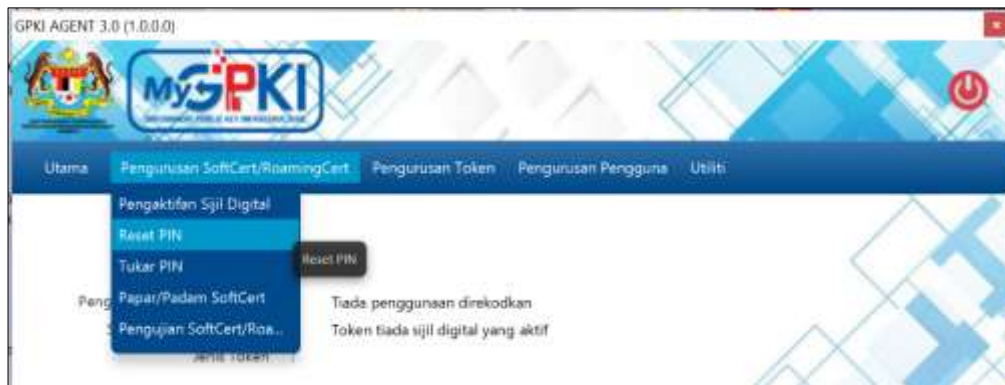 GPKI AGENT 3.0 (1.0.0.0)
MyGPKI
Utama Pengurusan SoftCert/RoamingCert Pengurusan Token Pengurusan Pengguna Utiliti
Pengaktifan Sijil Digital
Reset PIN
Reset PIN
Tukar PIN
Papar/Padam SoftCert
Tiada penggunaan direkodkan
Pengujian SoftCert/Roa...
Token tiada sijil digital yang aktif
Jenis Token